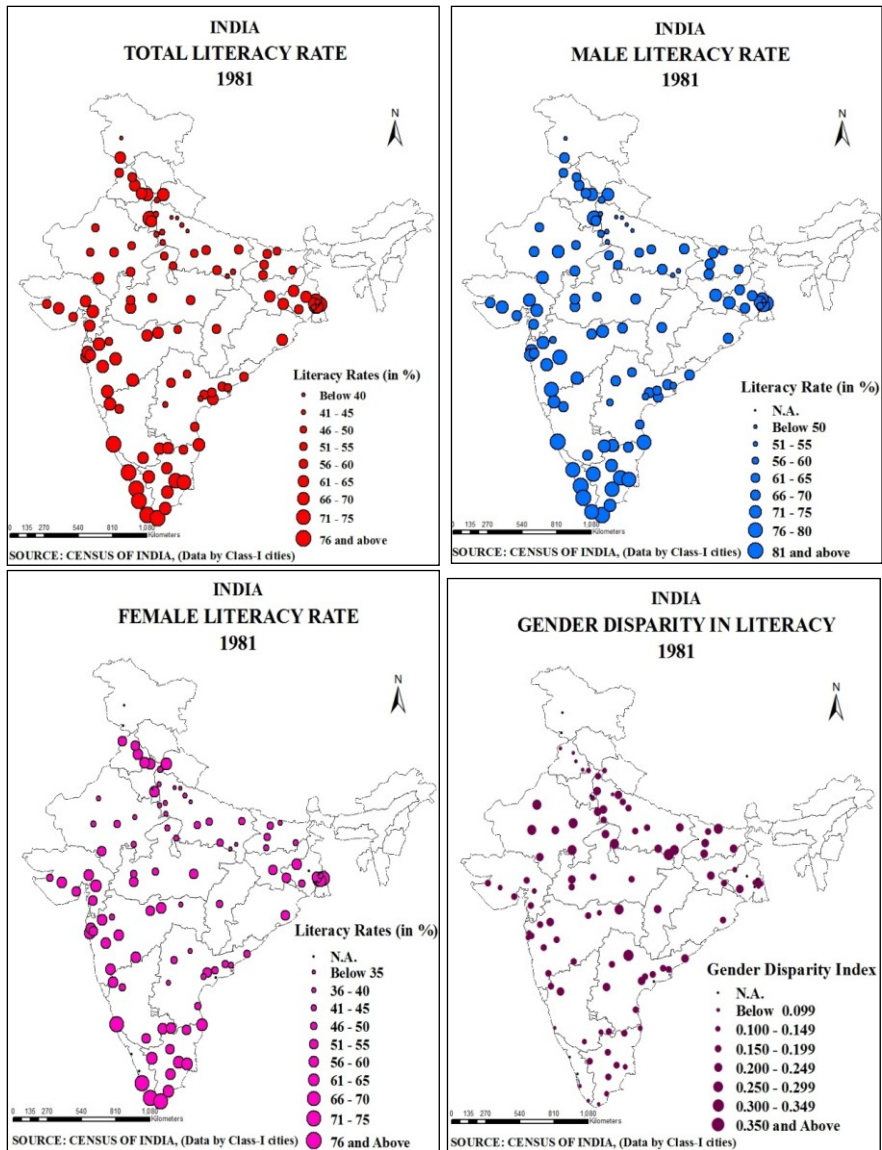 INDIA
TOTAL LITERACY RATE
1981
N
Literacy Rates (in %)
Below 40
41 - 45
46 - 50
51 - 55
56 - 60
61 - 65
66 - 70
71 - 75
76 and above
0 135 270 540 810 1,080
Kilometers
SOURCE: CENSUS OF INDIA, (Data by Class-I cities)
INDIA
MALE LITERACY RATE
1981
N
Literacy Rate (in %)
N.A.
Below 50
51 - 55
56 - 60
61 - 65
66 - 70
71 - 75
76 - 80
81 and above
0 135 270 540 810 1,080
Kilometers
SOURCE: CENSUS OF INDIA, (Data by Class-I cities)
INDIA
FEMALE LITERACY RATE
1981
N
Literacy Rates (in %)
N.A.
Below 35
36 - 40
41 - 45
46 - 50
51 - 55
56 - 60
61 - 65
66 - 70
71 - 75
76 and Above
0 135 270 540 810 1,080
Kilometers
SOURCE: CENSUS OF INDIA, (Data by Class-I cities)
INDIA
GENDER DISPARITY IN LITERACY
1981
N
Gender Disparity Index
N.A.
Below 0.099
0.100 - 0.149
0.150 - 0.199
0.200 - 0.249
0.250 - 0.299
0.300 - 0.349
0.350 and Above
0 135 270 540 810 1,080
Kilometers
SOURCE: CENSUS OF INDIA, (Data by Class-I cities)